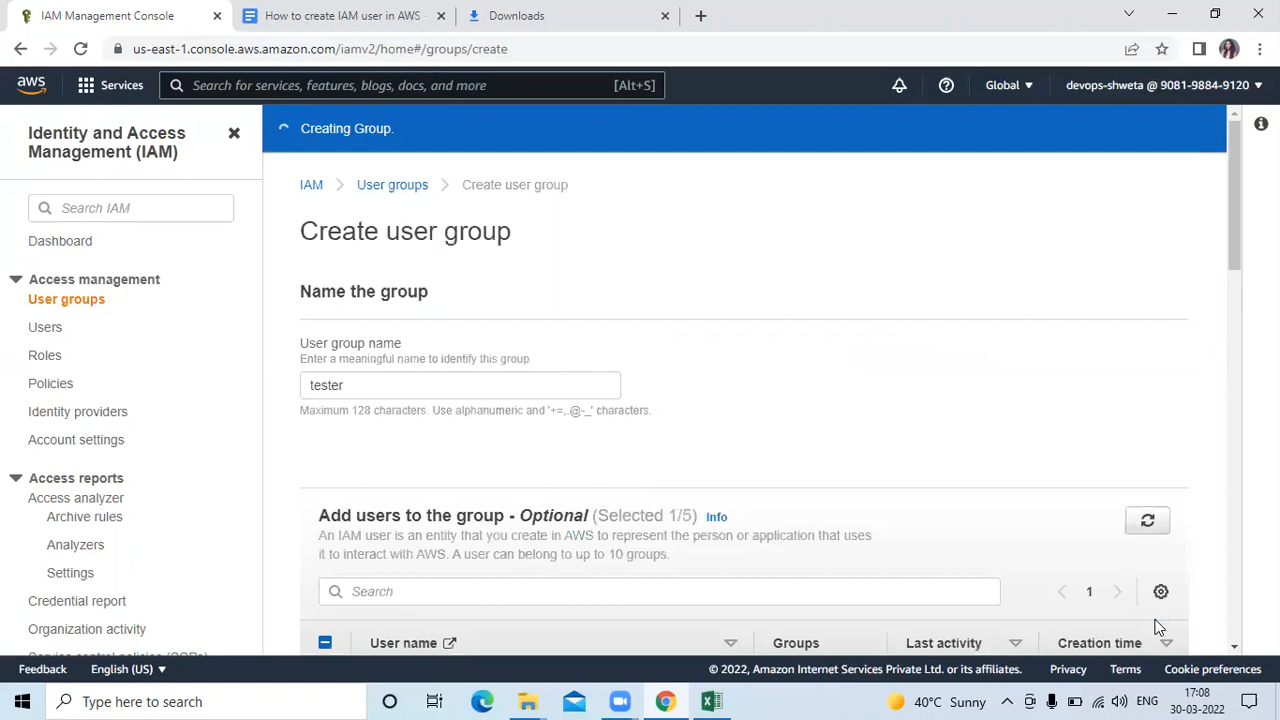 IAM Management Console
How to create IAM user in AWS -
Downloads
us-east-1.console.aws.amazon.com/iamv2/home#/groups/create
aws
Services
Search for services, features, blogs, docs, and more
[Alt+S]
Global
devops-shweta @ 9081-9884-9120
Identity and Access
Management (IAM)
Search IAM
Dashboard
Access management
User groups
Users
Roles
Policies
Identity providers
Account settings
Access reports
Access analyzer
Archive rules
Analyzers
Settings
Credential report
Organization activity
Service control policies (SCPs)
Creating Group.
IAM
User groups
Create user group
Create user group
Name the group
User group name
Enter a meaningful name to identify this group.
tester
Maximum 128 characters. Use alphanumeric and '+=,.@-_' characters.
Add users to the group - Optional (Selected 1/5) Info
An IAM user is an entity that you create in AWS to represent the person or application that uses
it to interact with AWS. A user can belong to up to 10 groups.
Search
1
User name
Groups
Last activity
Creation time
Feedback
English (US)
© 2022, Amazon Internet Services Private Ltd. or its affiliates.
Privacy
Terms
Cookie preferences
Type here to search
40°C Sunny
ENG
17:08
30-03-2022